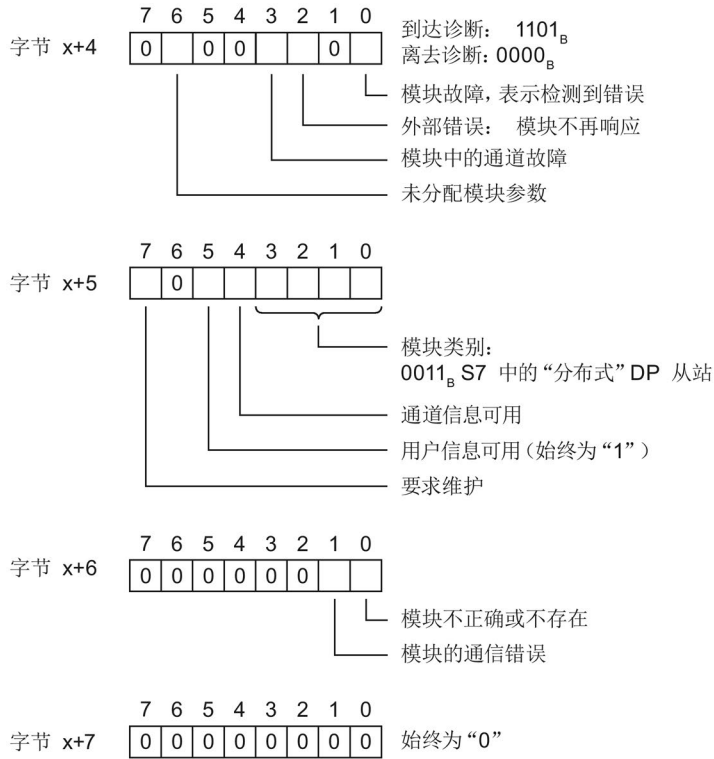 7 6 5 4 3 2 1 0
字节 x+4
0 0 0 0
到达诊断： 1101B
离去诊断：0000B
模块故障，表示检测到错误
外部错误： 模块不再响应
模块中的通道故障
未分配模块参数
7 6 5 4 3 2 1 0
字节 x+5
0
模块类别：
0011B S7 中的“分布式”DP 从站
通道信息可用
用户信息可用（始终为“1”）
要求维护
7 6 5 4 3 2 1 0
字节 x+6
0 0 0 0 0 0
模块不正确或不存在
模块的通信错误
7 6 5 4 3 2 1 0
字节 x+7
0 0 0 0 0 0 0 0
始终为“0”